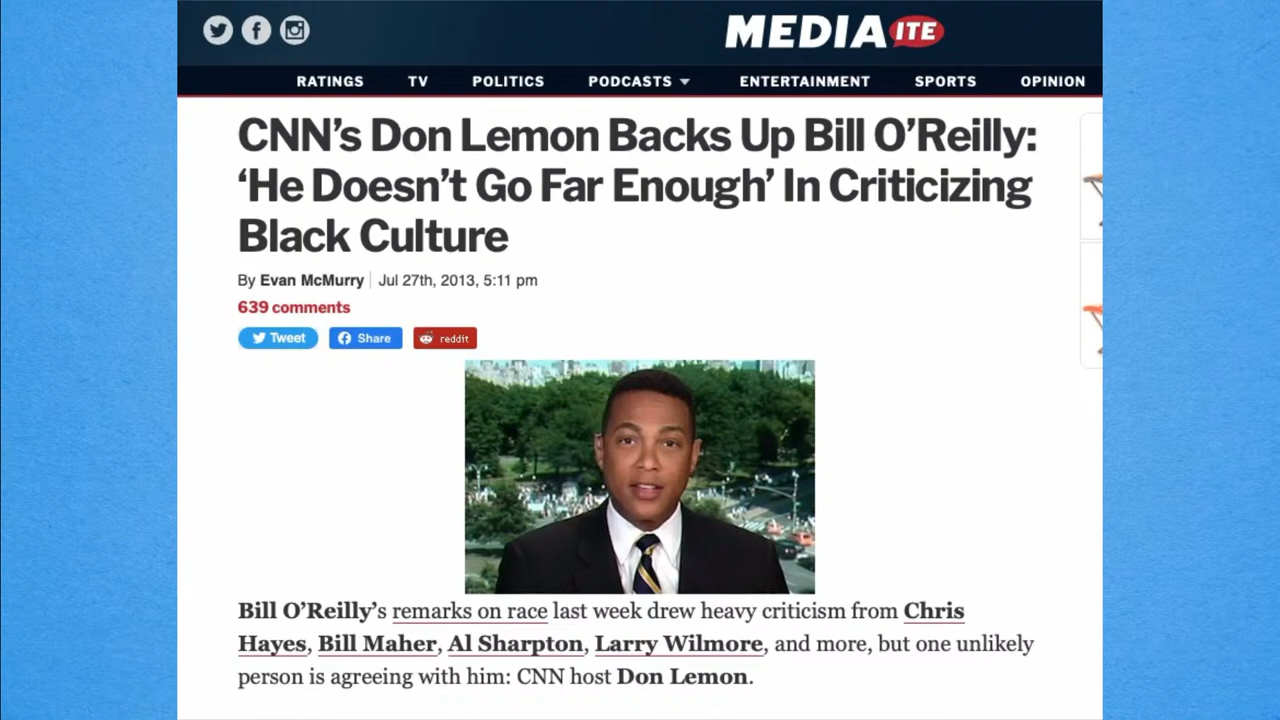 MEDIAITE
RATINGS TV POLITICS PODCASTS ENTERTAINMENT SPORTS OPINION
CNN’s Don Lemon Backs Up Bill O’Reilly:
‘He Doesn’t Go Far Enough’ In Criticizing
Black Culture
By Evan McMurry | Jul 27th, 2013, 5:11 pm
639 comments
Tweet Share reddit
Bill O’Reilly’s remarks on race last week drew heavy criticism from Chris
Hayes, Bill Maher, Al Sharpton, Larry Wilmore, and more, but one unlikely
person is agreeing with him: CNN host Don Lemon.